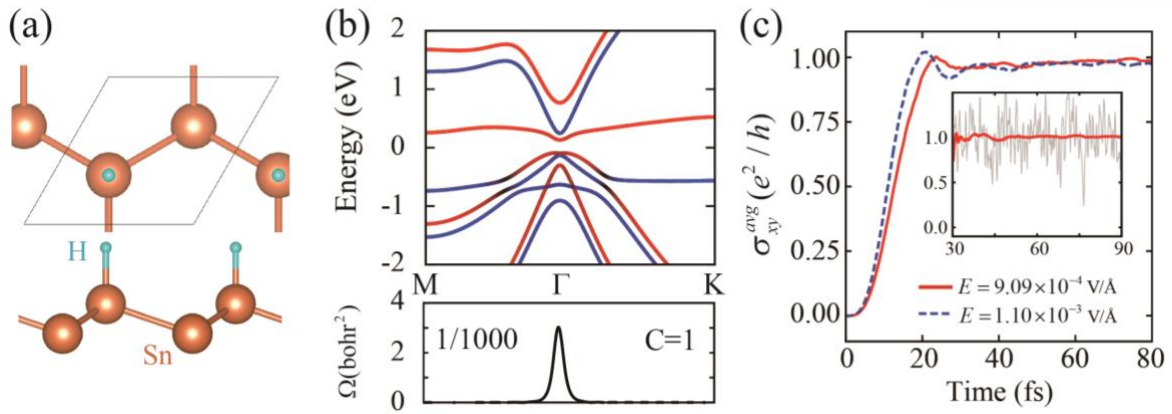 (a)
H
Sn
(b)
Energy (eV)
2
1
0
-1
-2
M
Γ
K
Ω(bohr²)
4
3
2
1
0
1/1000
C=1
(c)
σ_xy^avg (e² / h)
1.00
0.75
0.50
0.25
0.00
1.0
0.5
0.0
30
60
90
E = 9.09×10⁻⁴ V/Å
E = 1.10×10⁻³ V/Å
0
20
40
60
80
Time (fs)